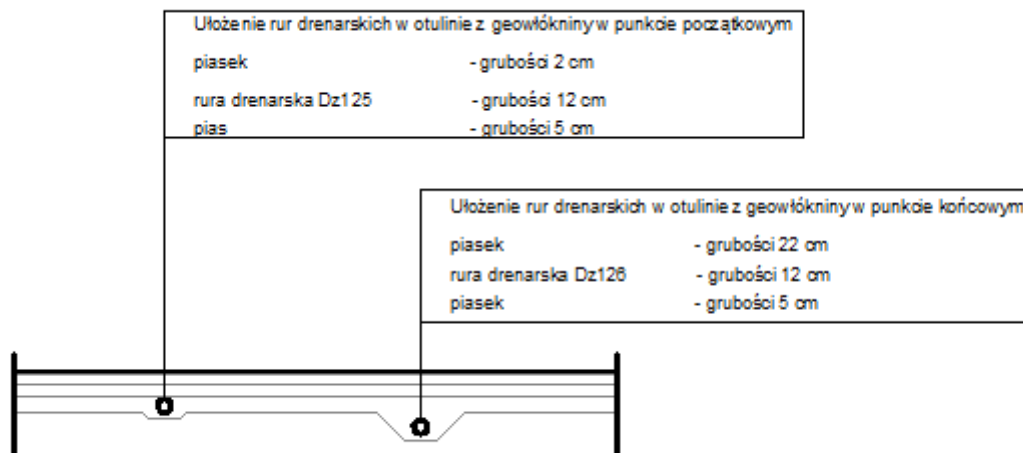 Ułożenie rur drenarskich w otulinie z geowłókniny w punkcie początkowym
piasek - grubości 2 cm
rura drenarska Dz125 - grubości 12 cm
pias - grubości 5 cm
Ułożenie rur drenarskich w otulinie z geowłókniny w punkcie końcowym
piasek - grubości 22 cm
rura drenarska Dz126 - grubości 12 cm
piasek - grubości 5 cm